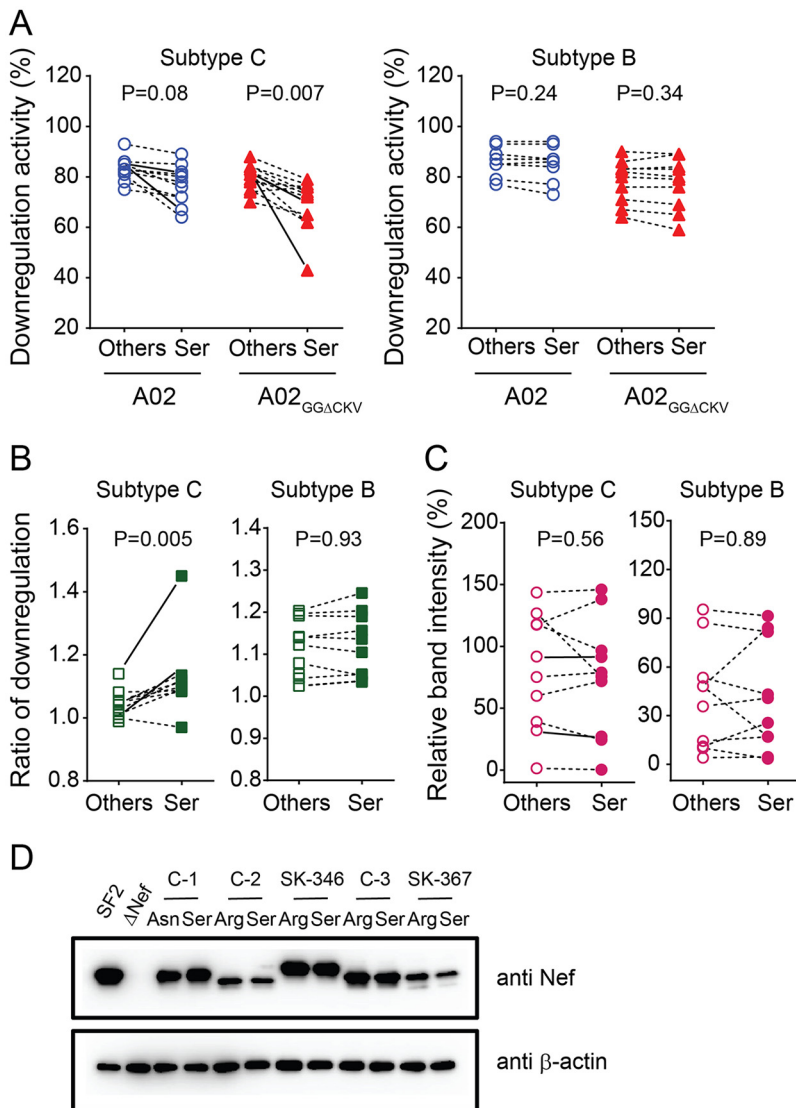 A
Subtype C
Subtype B
Downregulation activity (%)
120
100
80
60
40
20
P=0.08
P=0.007
Others Ser
Others Ser
A02
A02GGΔCKV
Downregulation activity (%)
120
100
80
60
40
20
P=0.24
P=0.34
Others Ser
Others Ser
A02
A02GGΔCKV
B
Subtype C
Subtype B
Ratio of downregulation
1.6
1.4
1.2
1.0
0.8
P=0.005
Others Ser
1.4
1.3
1.2
1.1
1.0
0.9
0.8
P=0.93
Others Ser
C
Subtype C
Subtype B
Relative band intensity (%)
200
150
100
50
0
P=0.56
Others Ser
150
120
90
60
30
0
P=0.89
Others Ser
D
SF2
ΔNef
C-1
C-2
SK-346
C-3
SK-367
Asn Ser
Arg Ser
Arg Ser
Arg Ser
Arg Ser
anti Nef
anti β-actin